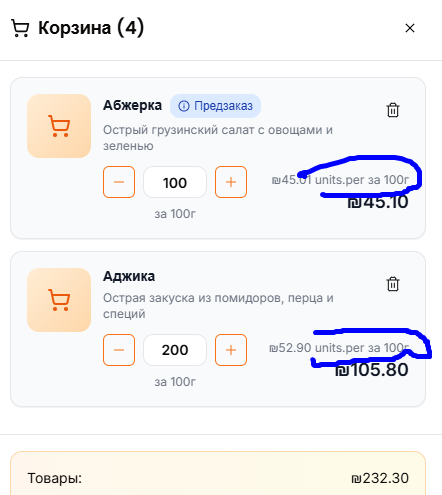 Корзина (4)
Абжерка
Предзаказ
Острый грузинский салат с овощами и
зеленью
100
₪45.01 units.per за 100г
₪45.10
за 100г
Аджика
Острая закуска из помидоров, перца и
специй
200
₪52.90 units.per за 100г
₪105.80
за 100г
Товары:
₪232.30